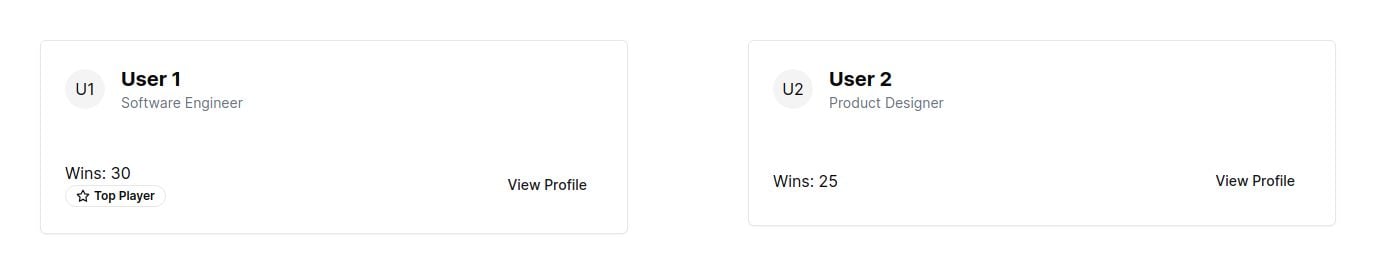 U1
User 1
Software Engineer
Wins: 30
Top Player
View Profile
U2
User 2
Product Designer
Wins: 25
View Profile